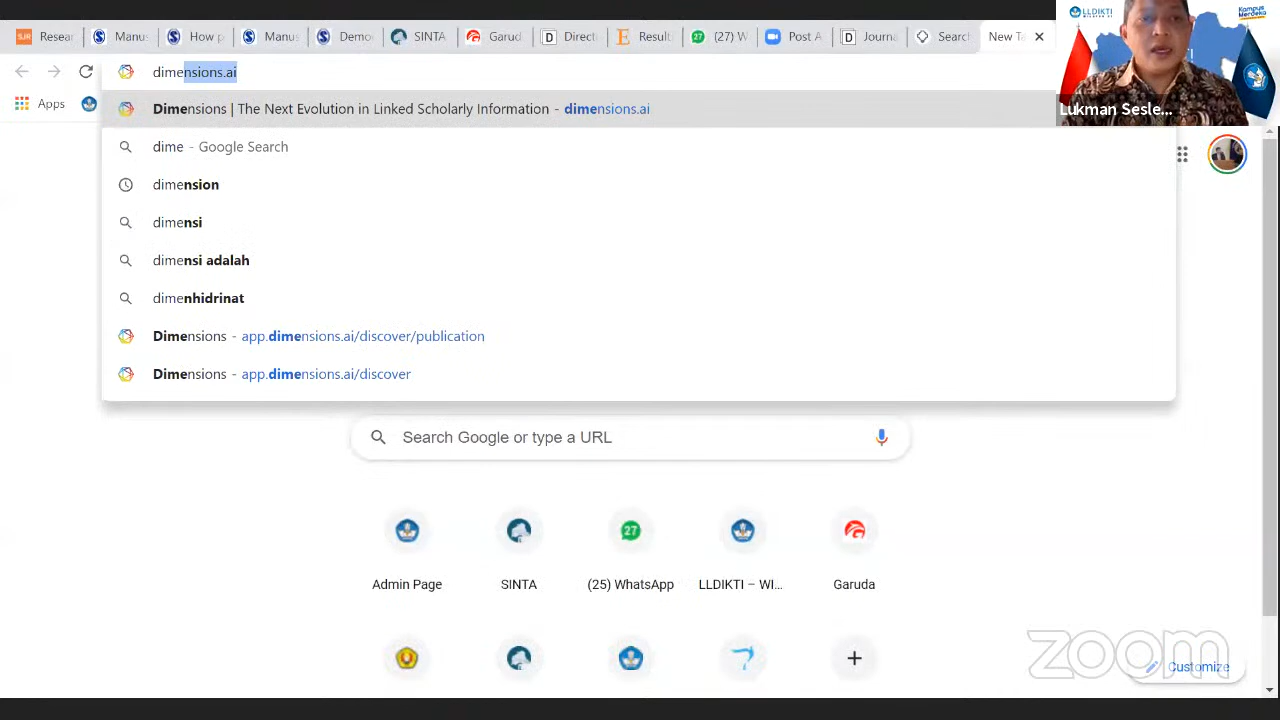 Resear
Manus
How p
Manus
Demo
SINTA
Garud
Direct
Result
(27) W
Post A
Journa
Search
New Ta
dimensions.ai
Apps
Dimensions | The Next Evolution in Linked Scholarly Information - dimensions.ai
dime - Google Search
dimension
dimensi
dimensi adalah
dimenhidrinat
Dimensions - app.dimensions.ai/discover/publication
Dimensions - app.dimensions.ai/discover
Search Google or type a URL
27
Admin Page
SINTA
(25) WhatsApp
LLDIKTI – WI...
Garuda
Customize
zoom
LLDIKTI
Kampus
Merdeka
Lukman Sesle...